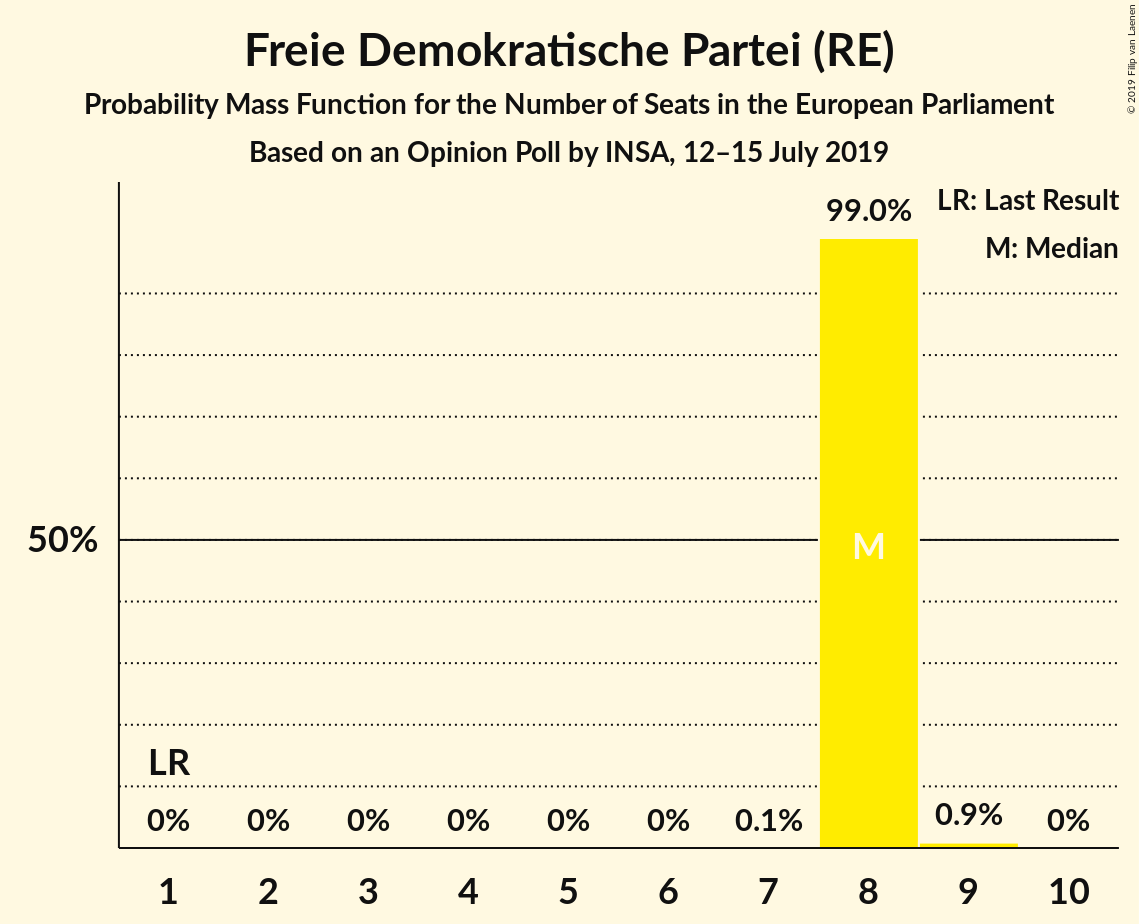 Freie Demokratische Partei (RE)
Probability Mass Function for the Number of Seats in the European Parliament
Based on an Opinion Poll by INSA, 12–15 July 2019
© 2019 Filip van Laenen
LR: Last Result
M: Median
99.0%
50%
M
LR
0% 0% 0% 0% 0% 0% 0.1% 0.9% 0%
1 2 3 4 5 6 7 8 9 10